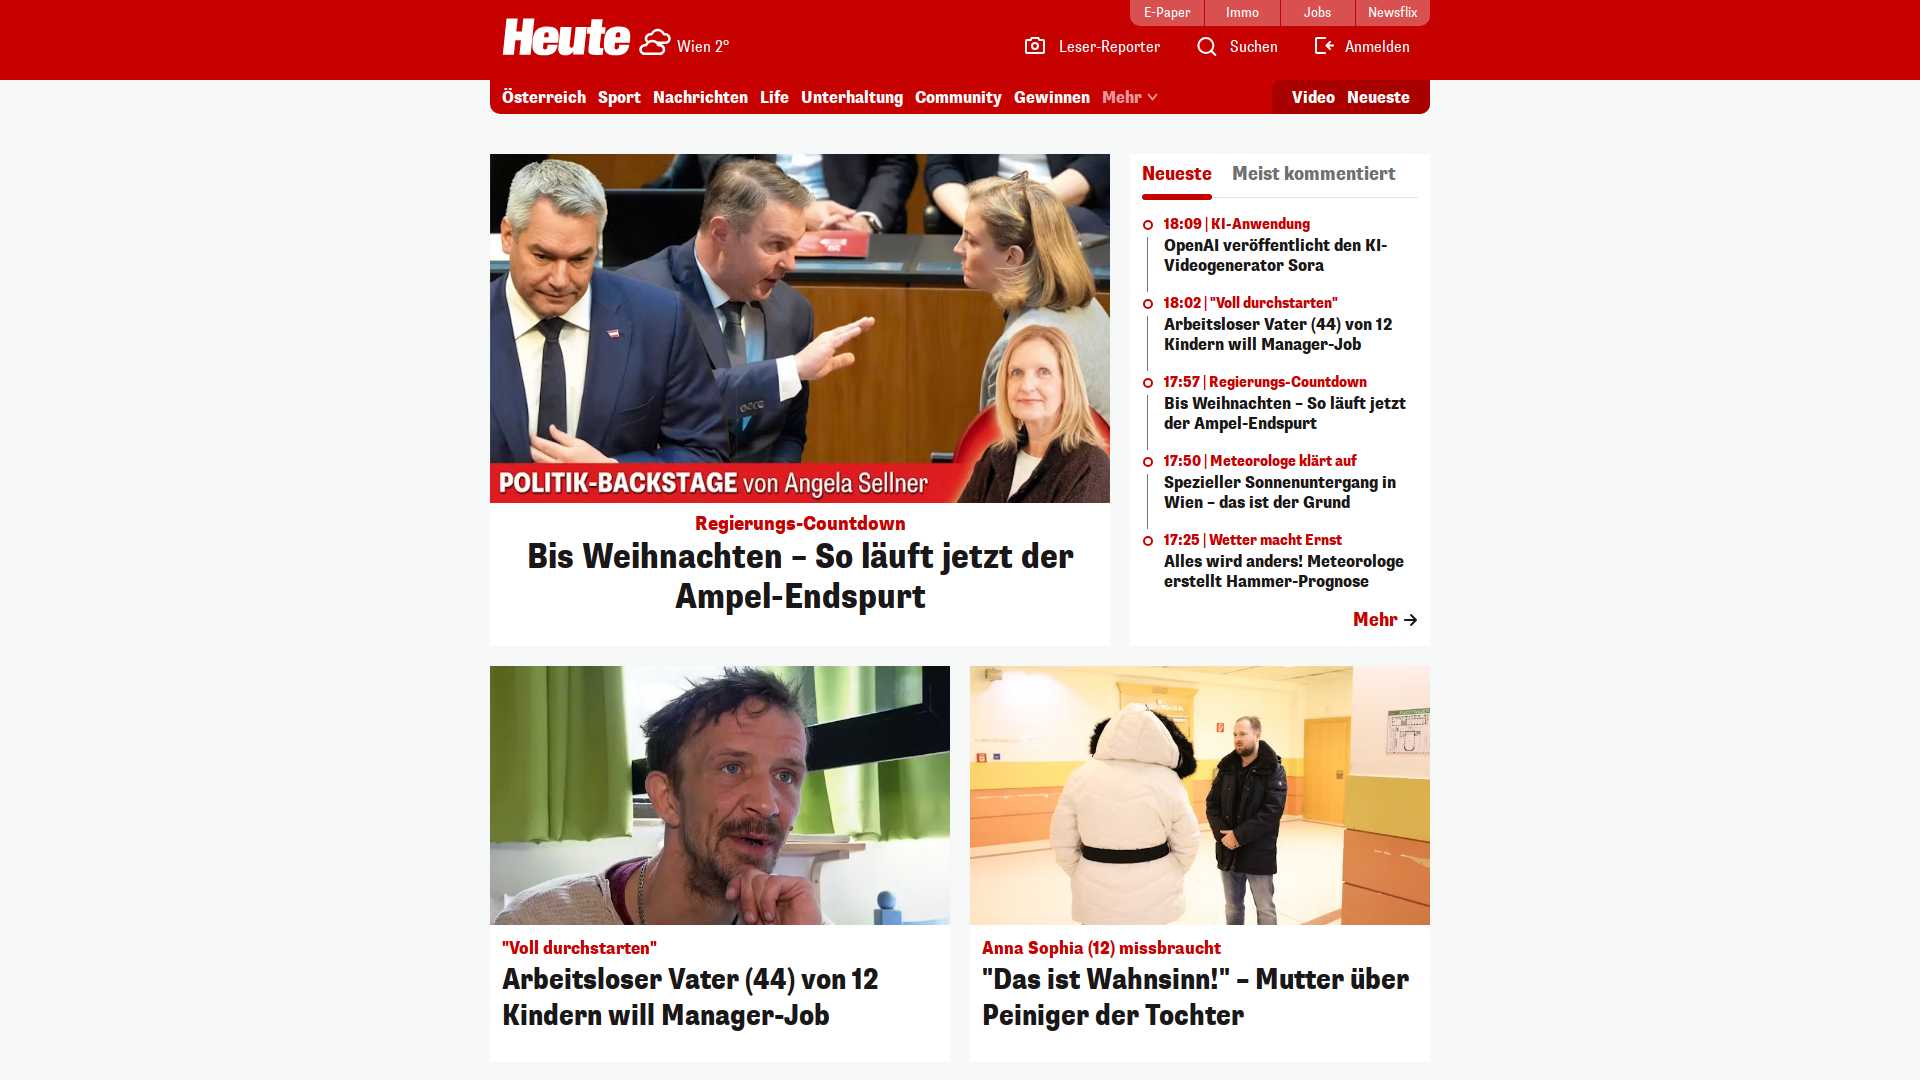 E-Paper
Immo
Jobs
Newsflix
Heute
Wien 2°
Leser-Reporter
Suchen
Anmelden
Österreich
Sport
Nachrichten
Life
Unterhaltung
Community
Gewinnen
Mehr
Video
Neueste
POLITIK-BACKSTAGE von Angela Sellner
Regierungs-Countdown
Bis Weihnachten – So läuft jetzt der
Ampel-Endspurt
Neueste
Meist kommentiert
18:09 | KI-Anwendung
OpenAI veröffentlicht den KI-
Videogenerator Sora
18:02 | "Voll durchstarten"
Arbeitsloser Vater (44) von 12
Kindern will Manager-Job
17:57 | Regierungs-Countdown
Bis Weihnachten – So läuft jetzt
der Ampel-Endspurt
17:50 | Meteorologe klärt auf
Spezieller Sonnenuntergang in
Wien – das ist der Grund
17:25 | Wetter macht Ernst
Alles wird anders! Meteorologe
erstellt Hammer-Prognose
Mehr
"Voll durchstarten"
Arbeitsloser Vater (44) von 12
Kindern will Manager-Job
Anna Sophia (12) missbraucht
"Das ist Wahnsinn!" – Mutter über
Peiniger der Tochter